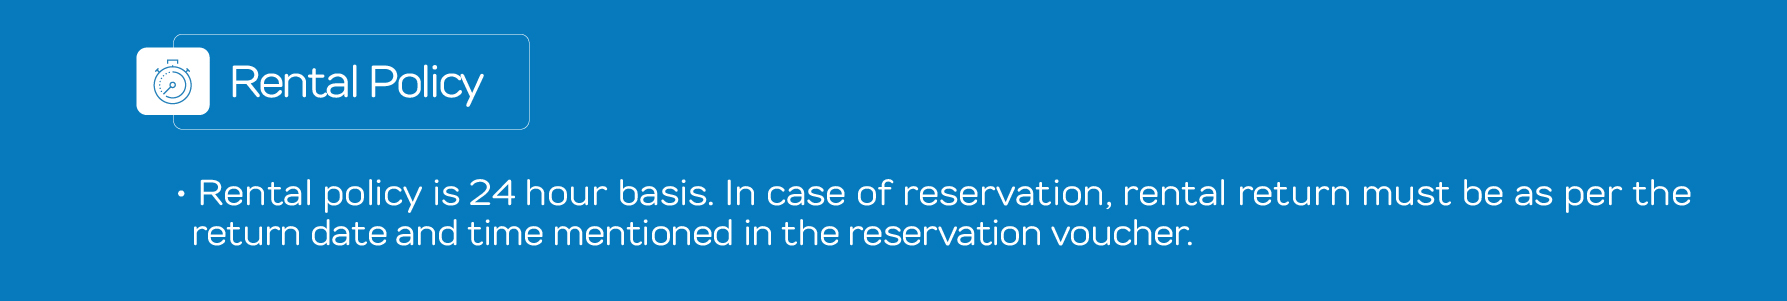 Rental Policy
• Rental policy is 24 hour basis. In case of reservation, rental return must be as per the
return date and time mentioned in the reservation voucher.